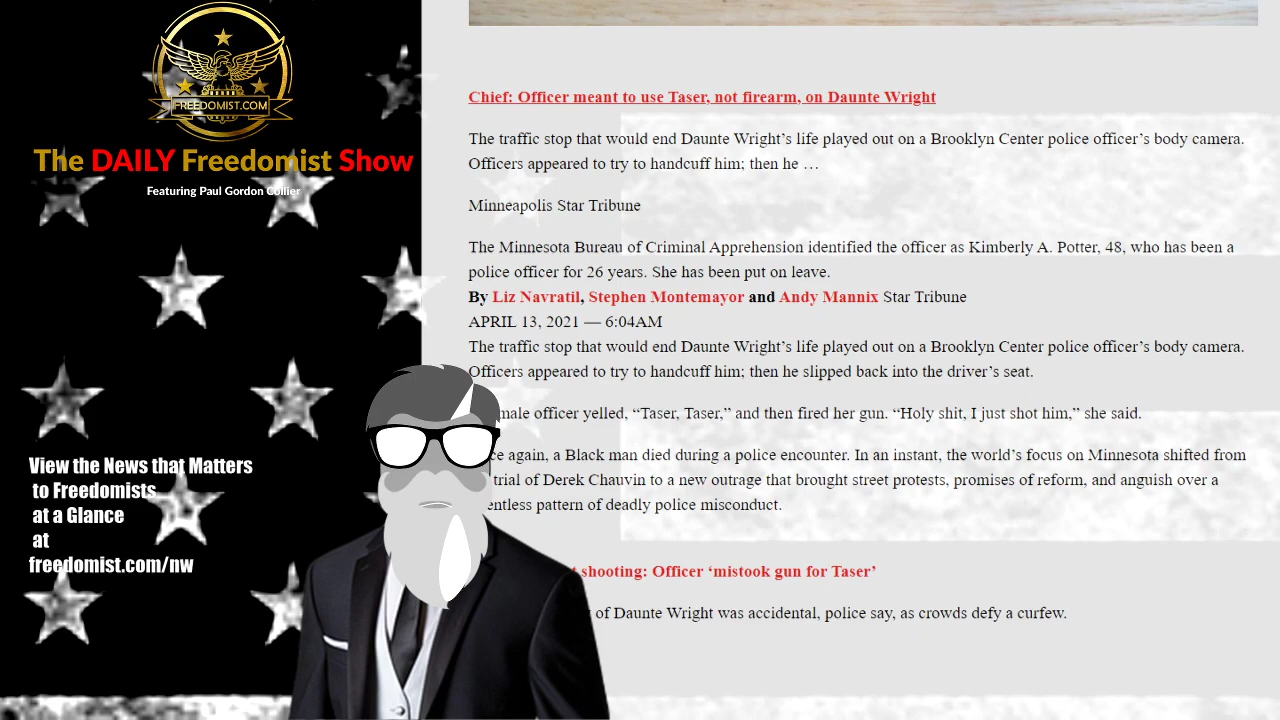 FREEDOMIST.COM
The DAILY Freedomist Show
Featuring Paul Gordon Collier
View the News that Matters
to Freedomists
at a Glance
at
freedomist.com/nw
Chief: Officer meant to use Taser, not firearm, on Daunte Wright
The traffic stop that would end Daunte Wright’s life played out on a Brooklyn Center police officer’s body camera.
Officers appeared to try to handcuff him; then he …
Minneapolis Star Tribune
The Minnesota Bureau of Criminal Apprehension identified the officer as Kimberly A. Potter, 48, who has been a
police officer for 26 years. She has been put on leave.
By Liz Navratil, Stephen Montemayor and Andy Mannix Star Tribune
APRIL 13, 2021 — 6:04AM
The traffic stop that would end Daunte Wright’s life played out on a Brooklyn Center police officer’s body camera.
Officers appeared to try to handcuff him; then he slipped back into the driver’s seat.
officer yelled, “Taser, Taser,” and then fired her gun. “Holy shit, I just shot him,” she said.
again, a Black man died during a police encounter. In an instant, the world’s focus on Minnesota shifted from
trial of Derek Chauvin to a new outrage that brought street protests, promises of reform, and anguish over a
pattern of deadly police misconduct.
shooting: Officer ‘mistook gun for Taser’
of Daunte Wright was accidental, police say, as crowds defy a curfew.